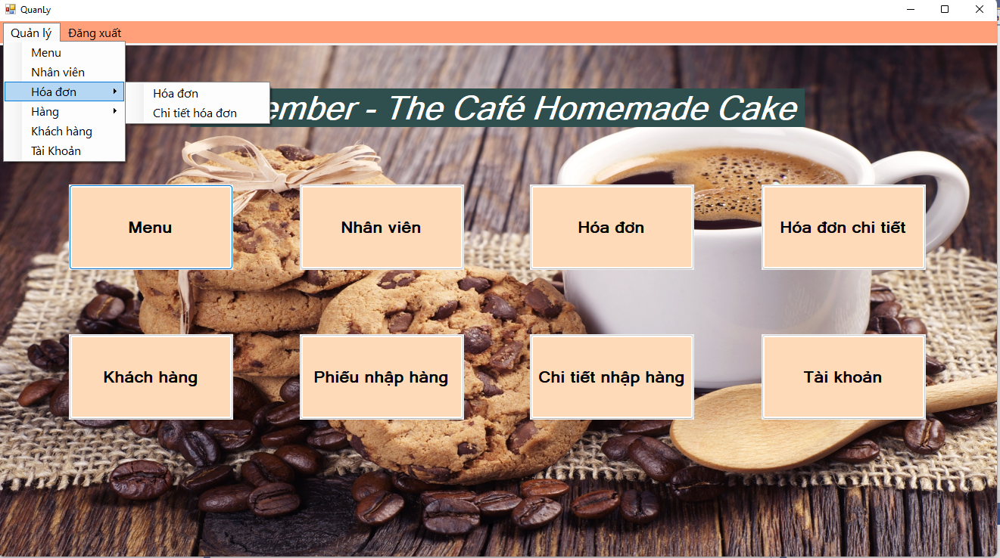 QuanLy
Quản lý Đăng xuất
Menu
Nhân viên
Hóa đơn
Hàng
Khách hàng
Tài Khoản
Hóa đơn
Chi tiết hóa đơn
ember - The Café Homemade Cake
Menu
Nhân viên
Hóa đơn
Hóa đơn chi tiết
Khách hàng
Phiếu nhập hàng
Chi tiết nhập hàng
Tài khoản